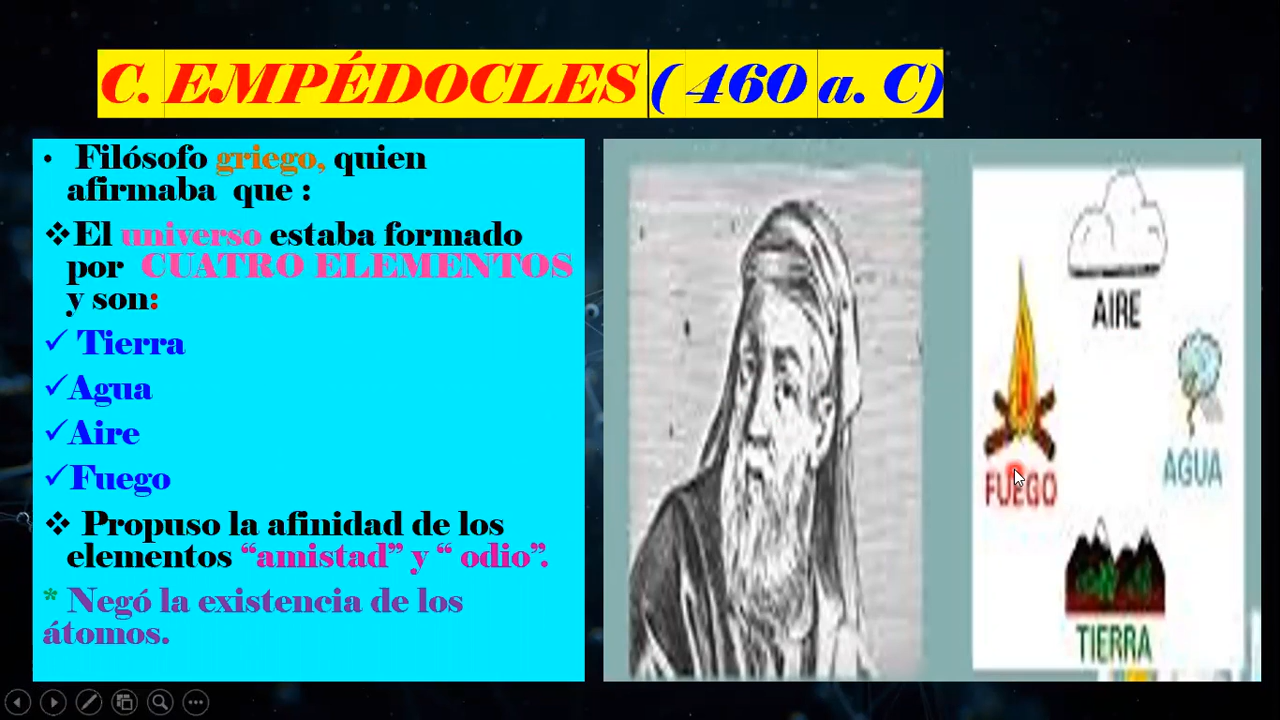 C. EMPÉDOCLES ( 460 a. C)
• Filósofo griego, quien
afirmaba que :
❖El universo estaba formado
por CUATRO ELEMENTOS
y son:
✓ Tierra
✓Agua
✓Aire
✓Fuego
❖ Propuso la afinidad de los
elementos “amistad” y “ odio”.
* Negó la existencia de los
átomos.
AIRE
FUEGO
AGUA
TIERRA